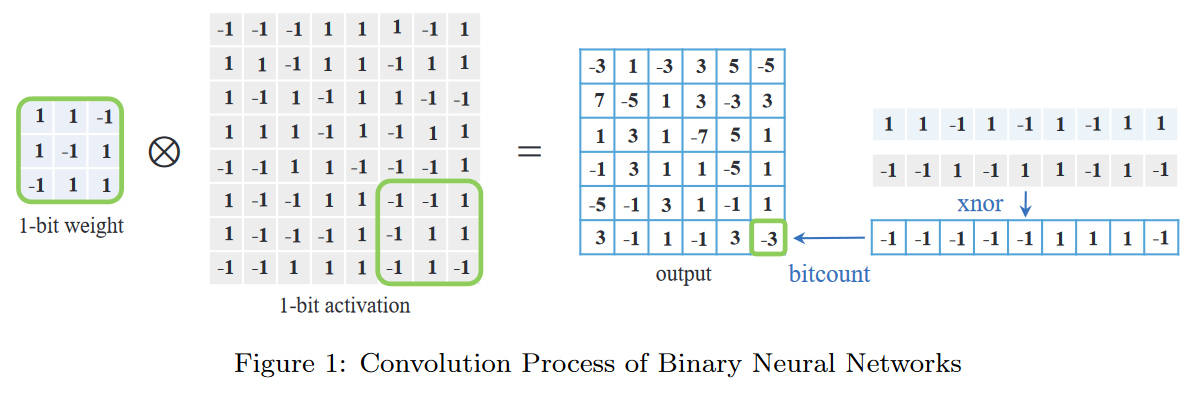 -1 -1 -1 1 1 1 -1 1
1 1 -1 1 1 -1 1 1
1 -1 1 -1 1 1 -1 -1
1 1 1 -1 1 -1 1 1
-1 -1 1 1 -1 -1 -1 1
1 -1 -1 1 1 -1 -1 1
1 -1 -1 -1 1 -1 1 1
-1 -1 1 1 1 -1 1 -1
1-bit activation
1 1 -1
1 -1 1
-1 1 1
1-bit weight
⊗
=
-3 1 -3 3 5 -5
7 -5 1 3 -3 3
1 3 1 -7 5 1
-1 3 1 1 -5 1
-5 -1 3 1 -1 1
3 -1 1 -1 3 -3
output
1 1 -1 1 -1 1 -1 1 1
-1 -1 1 -1 1 1 -1 1 -1
xnor
-1 -1 -1 -1 -1 1 1 1 -1
bitcount
Figure 1: Convolution Process of Binary Neural Networks